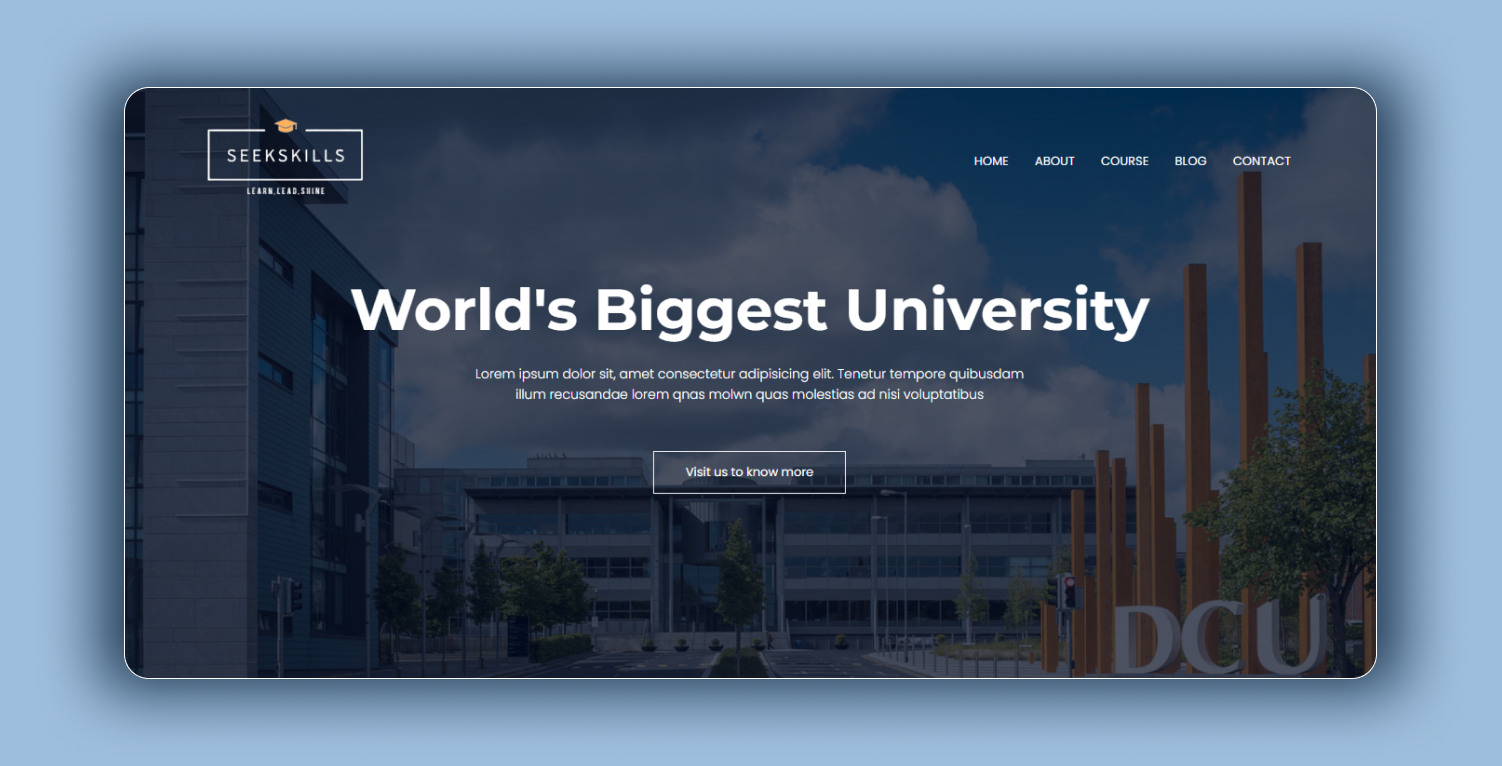 SEEKSKILLS
LEARN.LEAD.SHINE
HOME ABOUT COURSE BLOG CONTACT
World's Biggest University
Lorem ipsum dolor sit, amet consectetur adipisicing elit. Tenetur tempore quibusdam
illum recusandae lorem qnas molwn quas molestias ad nisi voluptatibus
Visit us to know more
DCU